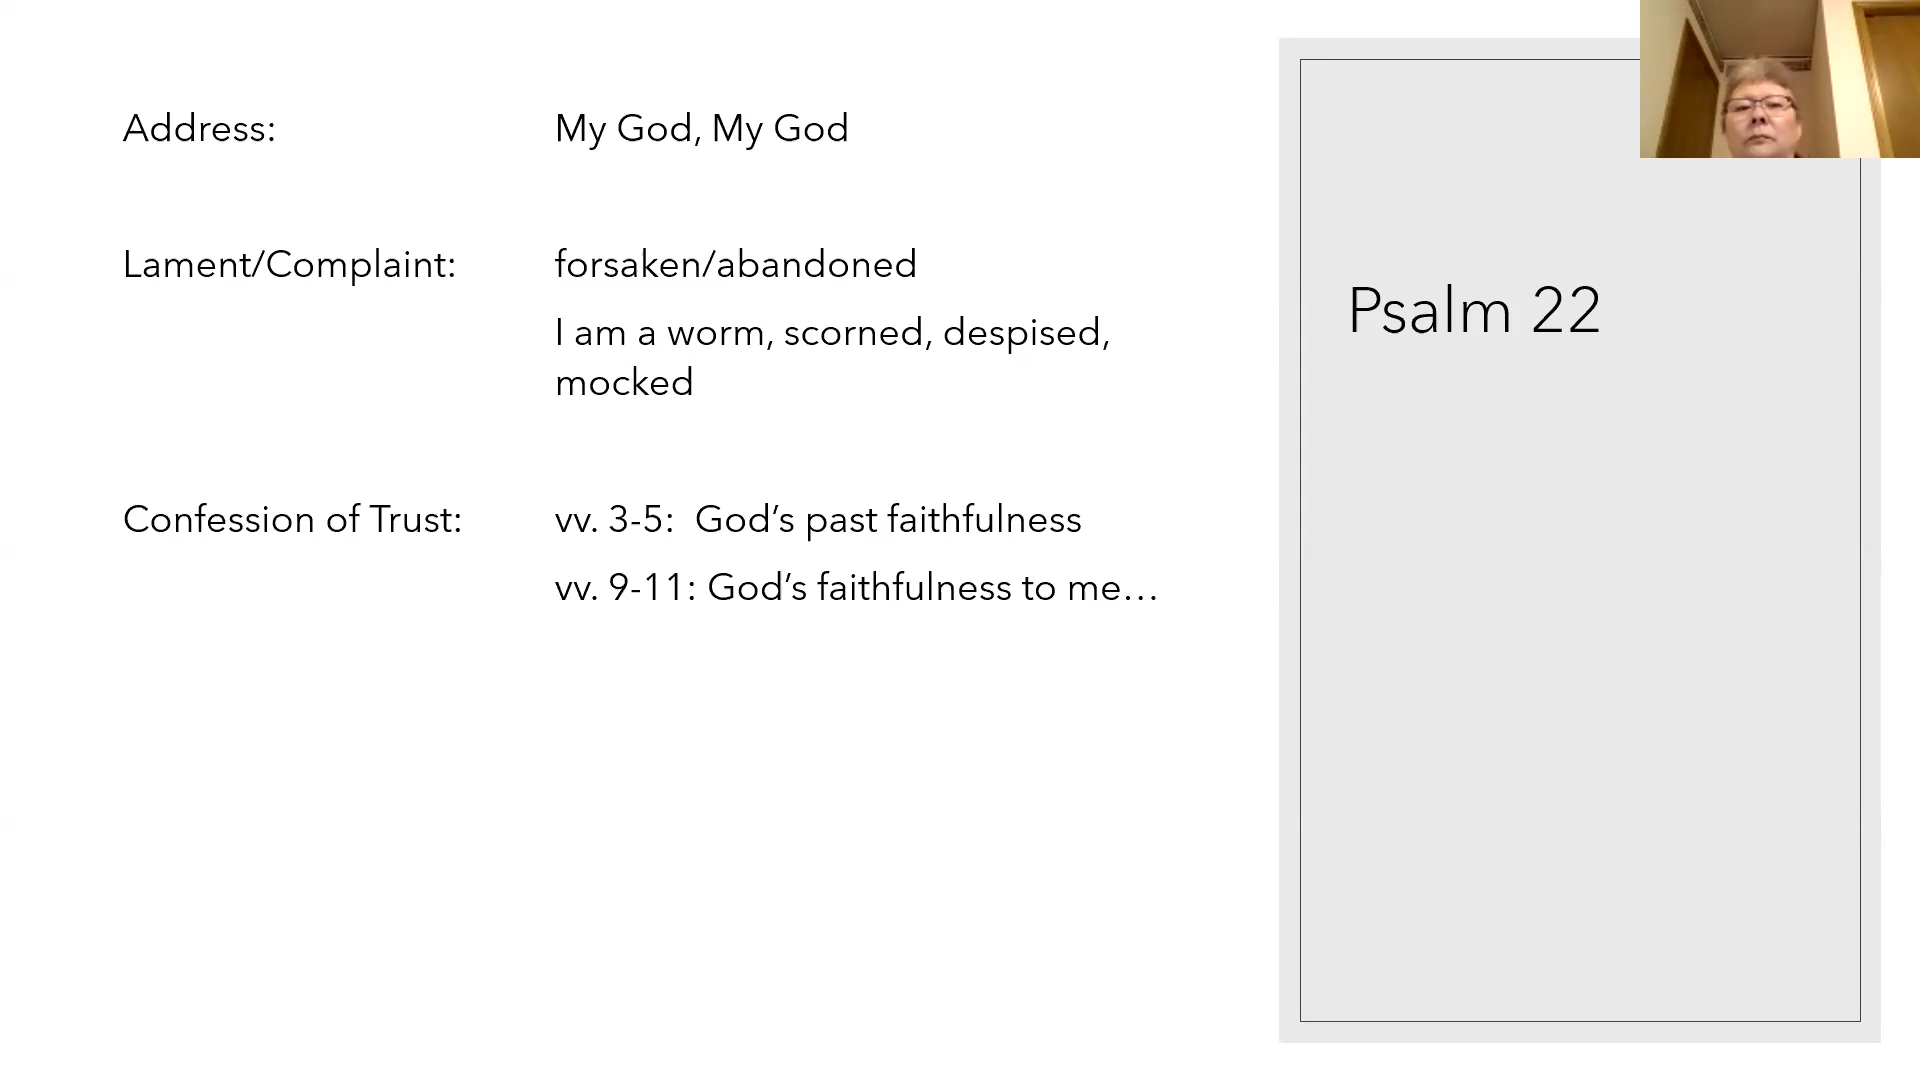 Address: My God, My God
Lament/Complaint: forsaken/abandoned
I am a worm, scorned, despised,
mocked
Confession of Trust: vv. 3-5:  God’s past faithfulness
vv. 9-11: God’s faithfulness to me…
Psalm 22